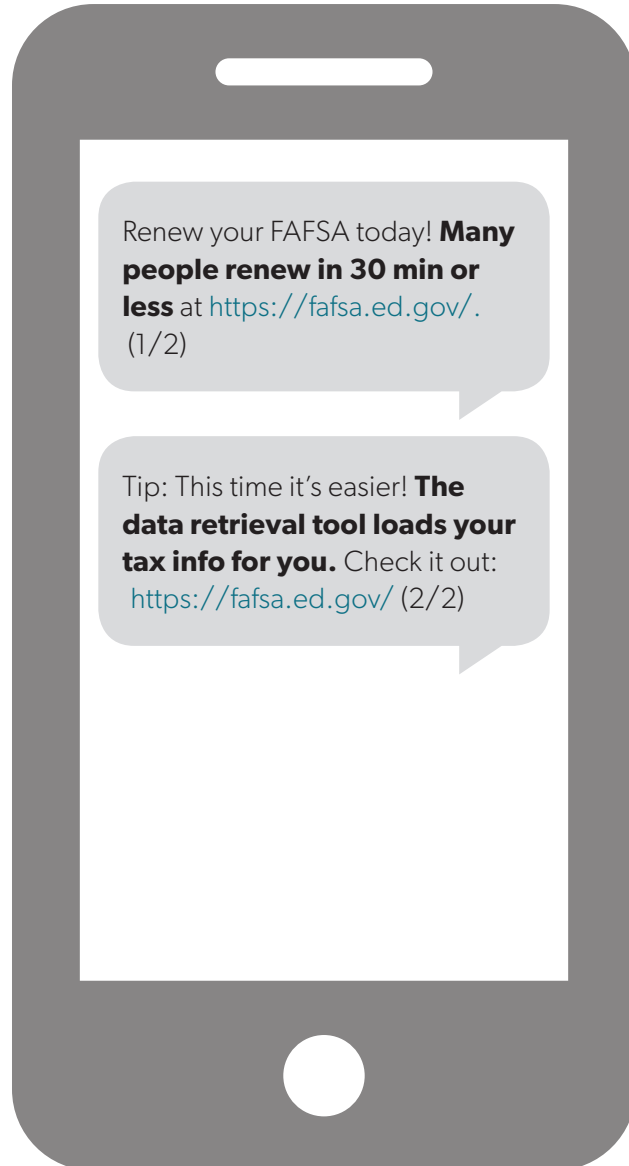 Renew your FAFSA today! Many
people renew in 30 min or
less at https://fafsa.ed.gov/.
(1/2)
Tip: This time it's easier! The
data retrieval tool loads your
tax info for you. Check it out:
https://fafsa.ed.gov/ (2/2)